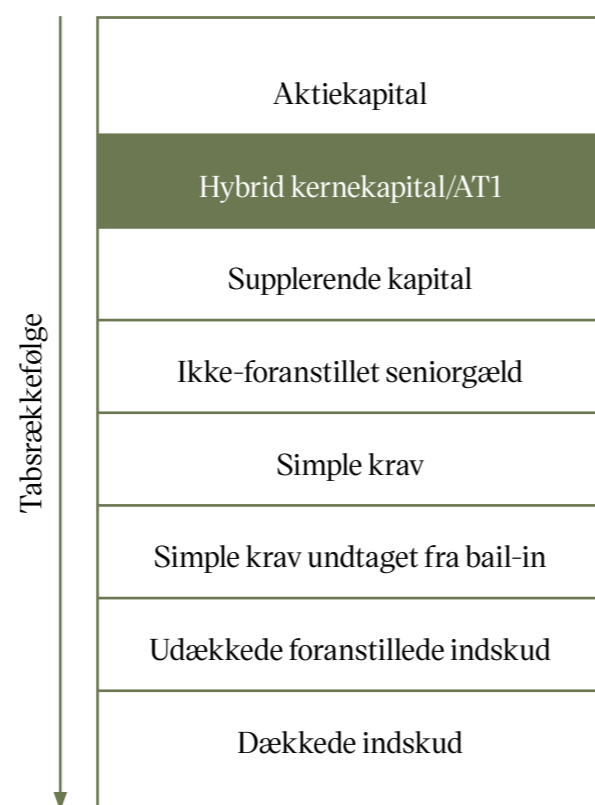 Tabsrækkefølge
Aktiekapital
Hybrid kernekapital/AT1
Supplerende kapital
Ikke-foranstillet seniorgæld
Simple krav
Simple krav undtaget fra bail-in
Udækkede foranstillede indskud
Dækkede indskud